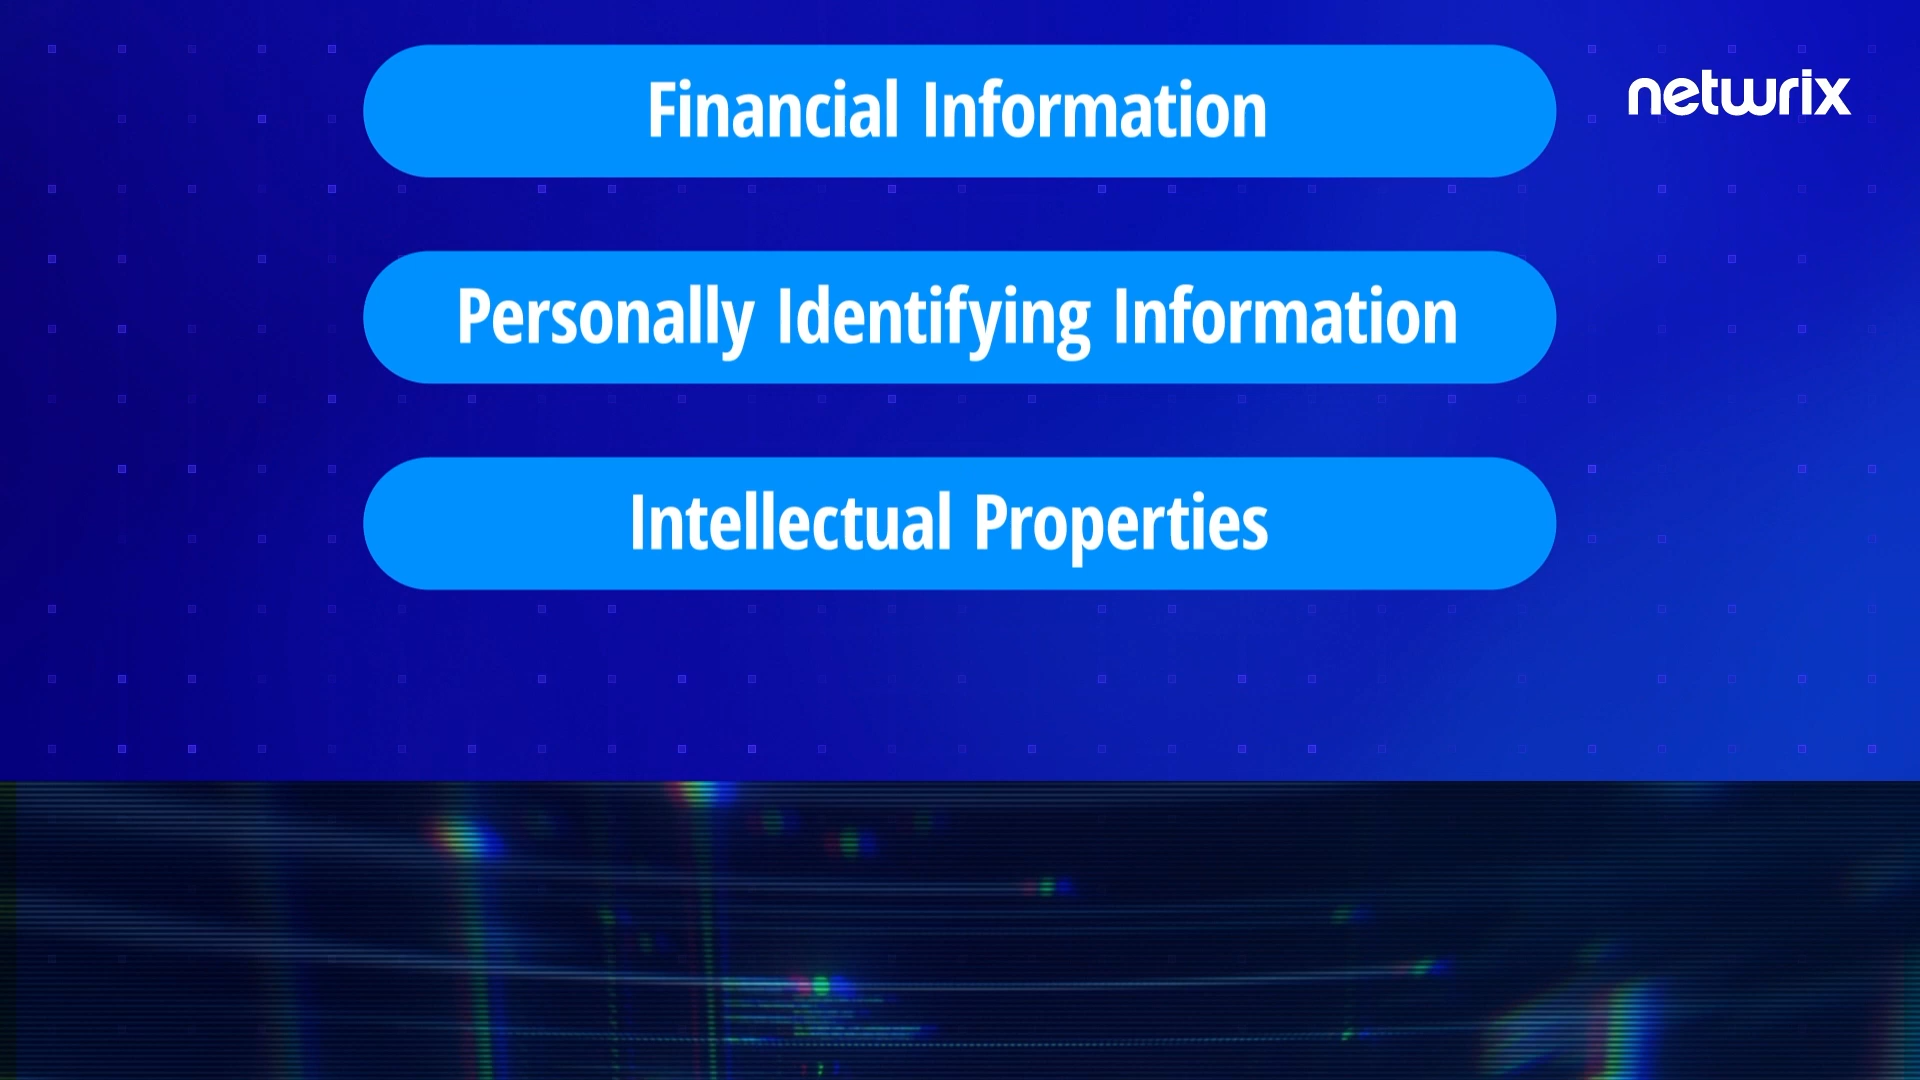 Financial Information
netwrix
Personally Identifying Information
Intellectual Properties